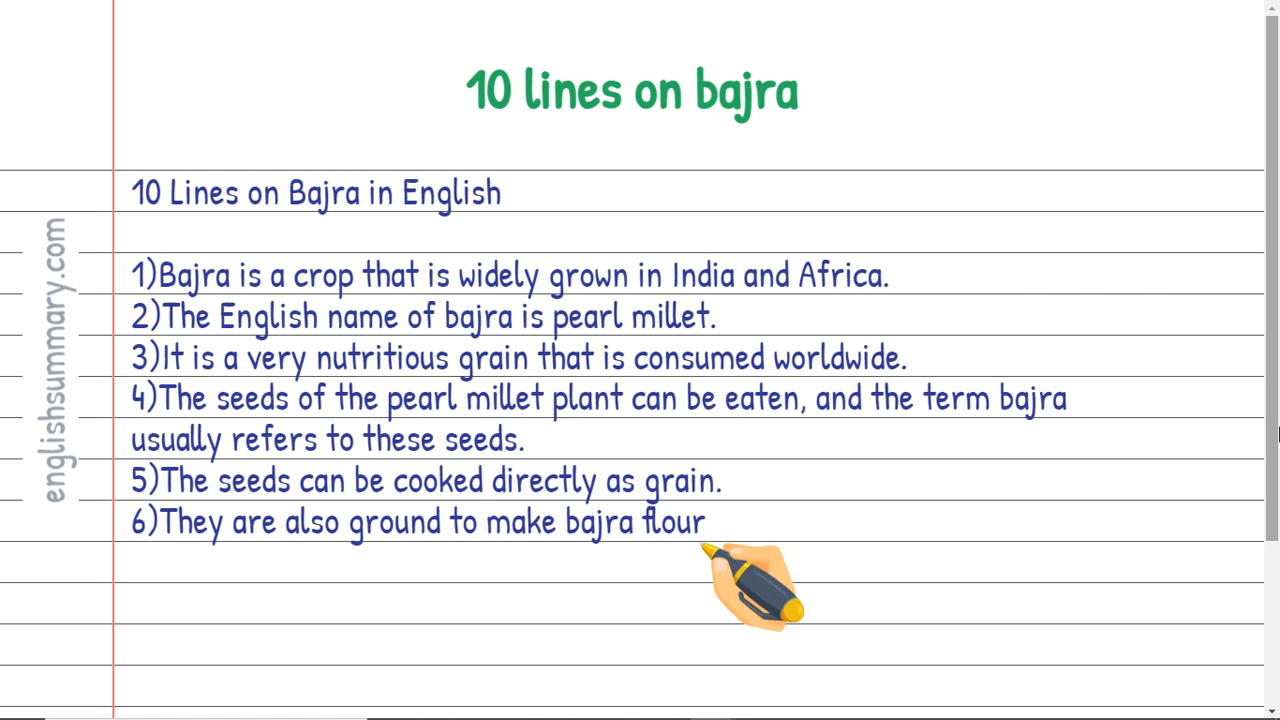 10 lines on bajra
10 Lines on Bajra in English
englishsummary.com
1)Bajra is a crop that is widely grown in India and Africa.
2)The English name of bajra is pearl millet.
3)It is a very nutritious grain that is consumed worldwide.
4)The seeds of the pearl millet plant can be eaten, and the term bajra
usually refers to these seeds.
5)The seeds can be cooked directly as grain.
6)They are also ground to make bajra flour